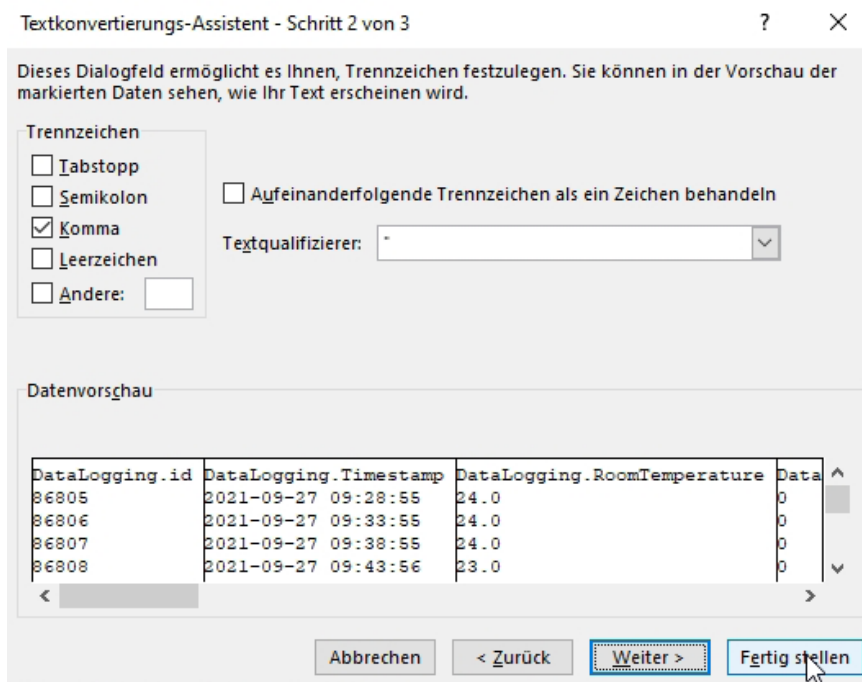 Textkonvertierungs-Assistent - Schritt 2 von 3 ?
Dieses Dialogfeld ermöglicht es Ihnen, Trennzeichen festzulegen. Sie können in der Vorschau der
markierten Daten sehen, wie Ihr Text erscheinen wird.
Trennzeichen
Tabstopp
Semikolon
Komma
Leerzeichen
Andere:
Aufeinanderfolgende Trennzeichen als ein Zeichen behandeln
Textqualifizierer: "
Datenvorschau
DataLogging.id DataLogging.Timestamp DataLogging.RoomTemperature Data
86805 2021-09-27 09:28:55 24.0 0
86806 2021-09-27 09:33:55 24.0 0
86807 2021-09-27 09:38:55 24.0 0
86808 2021-09-27 09:43:56 23.0 0
Abbrechen < Zurück Weiter > Fertig stellen